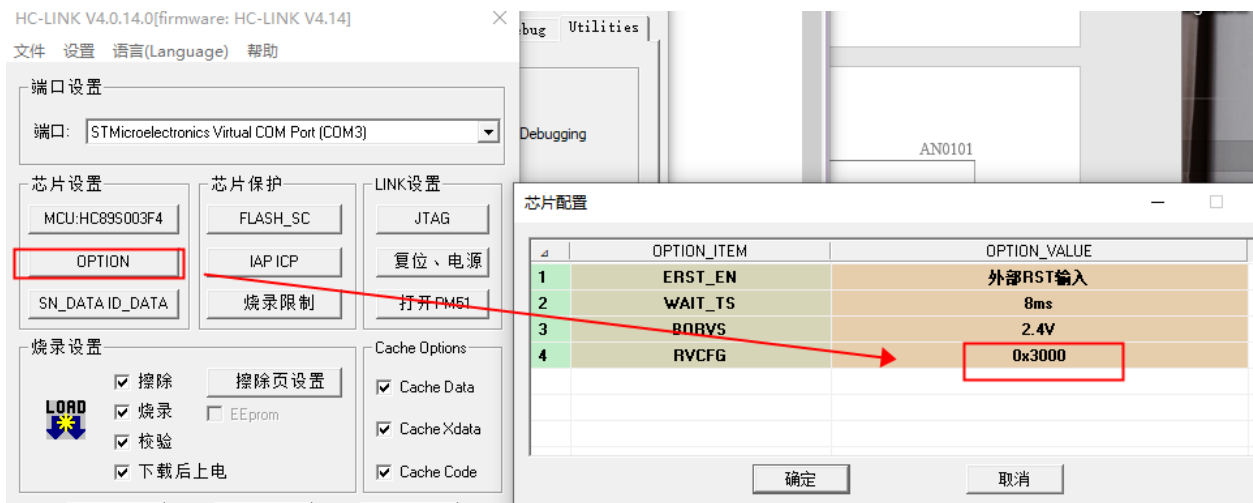 HC-LINK V4.0.14.0[firmware: HC-LINK V4.14]
文件 设置 语言(Language) 帮助
端口设置
端口: STMicroelectronics Virtual COM Port (COM3)
芯片设置
MCU:HC89S003F4
OPTION
SN_DATA ID_DATA
芯片保护
FLASH_SC
IAP ICP
烧录限制
LINK设置
JTAG
复位、电源
打开PM51
烧录设置
LOAD
擦除
烧录
校验
下载后上电
擦除页设置
EEprom
Cache Options
Cache Data
Cache Xdata
Cache Code
Utilities
Debugging
AN0101
芯片配置
OPTION_ITEM OPTION_VALUE
1 ERST_EN 外部RST输入
2 WAIT_TS 8ms
3 BORVS 2.4V
4 RVCFG 0x3000
确定 取消